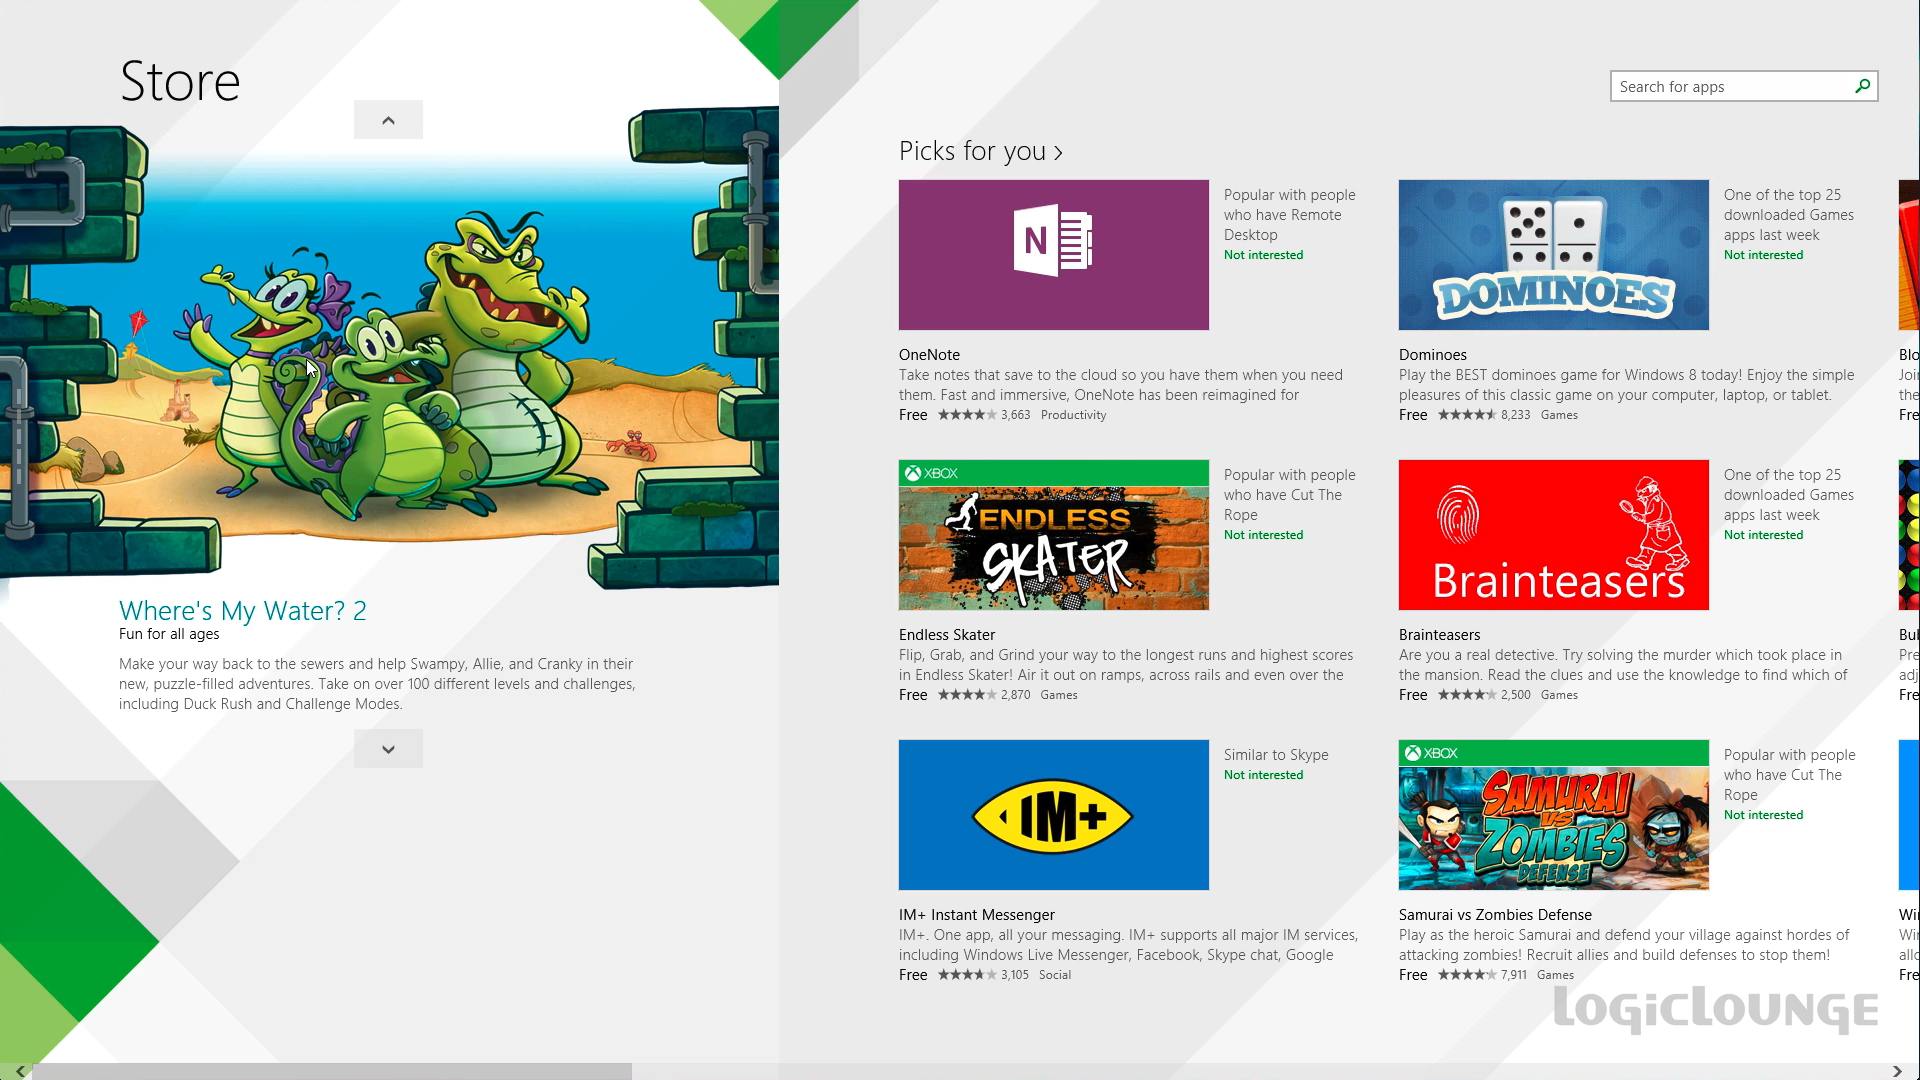 Store
Search for apps
Picks for you ›
N
Popular with people
who have Remote
Desktop
Not interested
OneNote
Take notes that save to the cloud so you have them when you need
them. Fast and immersive, OneNote has been reimagined for
Free 3,663 Productivity
DOMINOES
One of the top 25
downloaded Games
apps last week
Not interested
Dominoes
Play the BEST dominoes game for Windows 8 today! Enjoy the simple
pleasures of this classic game on your computer, laptop, or tablet.
Free 8,233 Games
XBOX
ENDLESS
SKATER
Popular with people
who have Cut The
Rope
Not interested
Endless Skater
Flip, Grab, and Grind your way to the longest runs and highest scores
in Endless Skater! Air it out on ramps, across rails and even over the
Free 2,870 Games
Brainteasers
One of the top 25
downloaded Games
apps last week
Not interested
Brainteasers
Are you a real detective. Try solving the murder which took place in
the mansion. Read the clues and use the knowledge to find which of
Free 2,500 Games
Where's My Water? 2
Fun for all ages
Make your way back to the sewers and help Swampy, Allie, and Cranky in their
new, puzzle-filled adventures. Take on over 100 different levels and challenges,
including Duck Rush and Challenge Modes.
IM+
Similar to Skype
Not interested
IM+ Instant Messenger
IM+. One app, all your messaging. IM+ supports all major IM services,
including Windows Live Messenger, Facebook, Skype chat, Google
Free 3,105 Social
XBOX
SAMURAI
VS
ZOMBIES
DEFENSE
Popular with people
who have Cut The
Rope
Not interested
Samurai vs Zombies Defense
Play as the heroic Samurai and defend your village against hordes of
attacking zombies! Recruit allies and build defenses to stop them!
Free 7,911 Games
LOGICLOUNGE